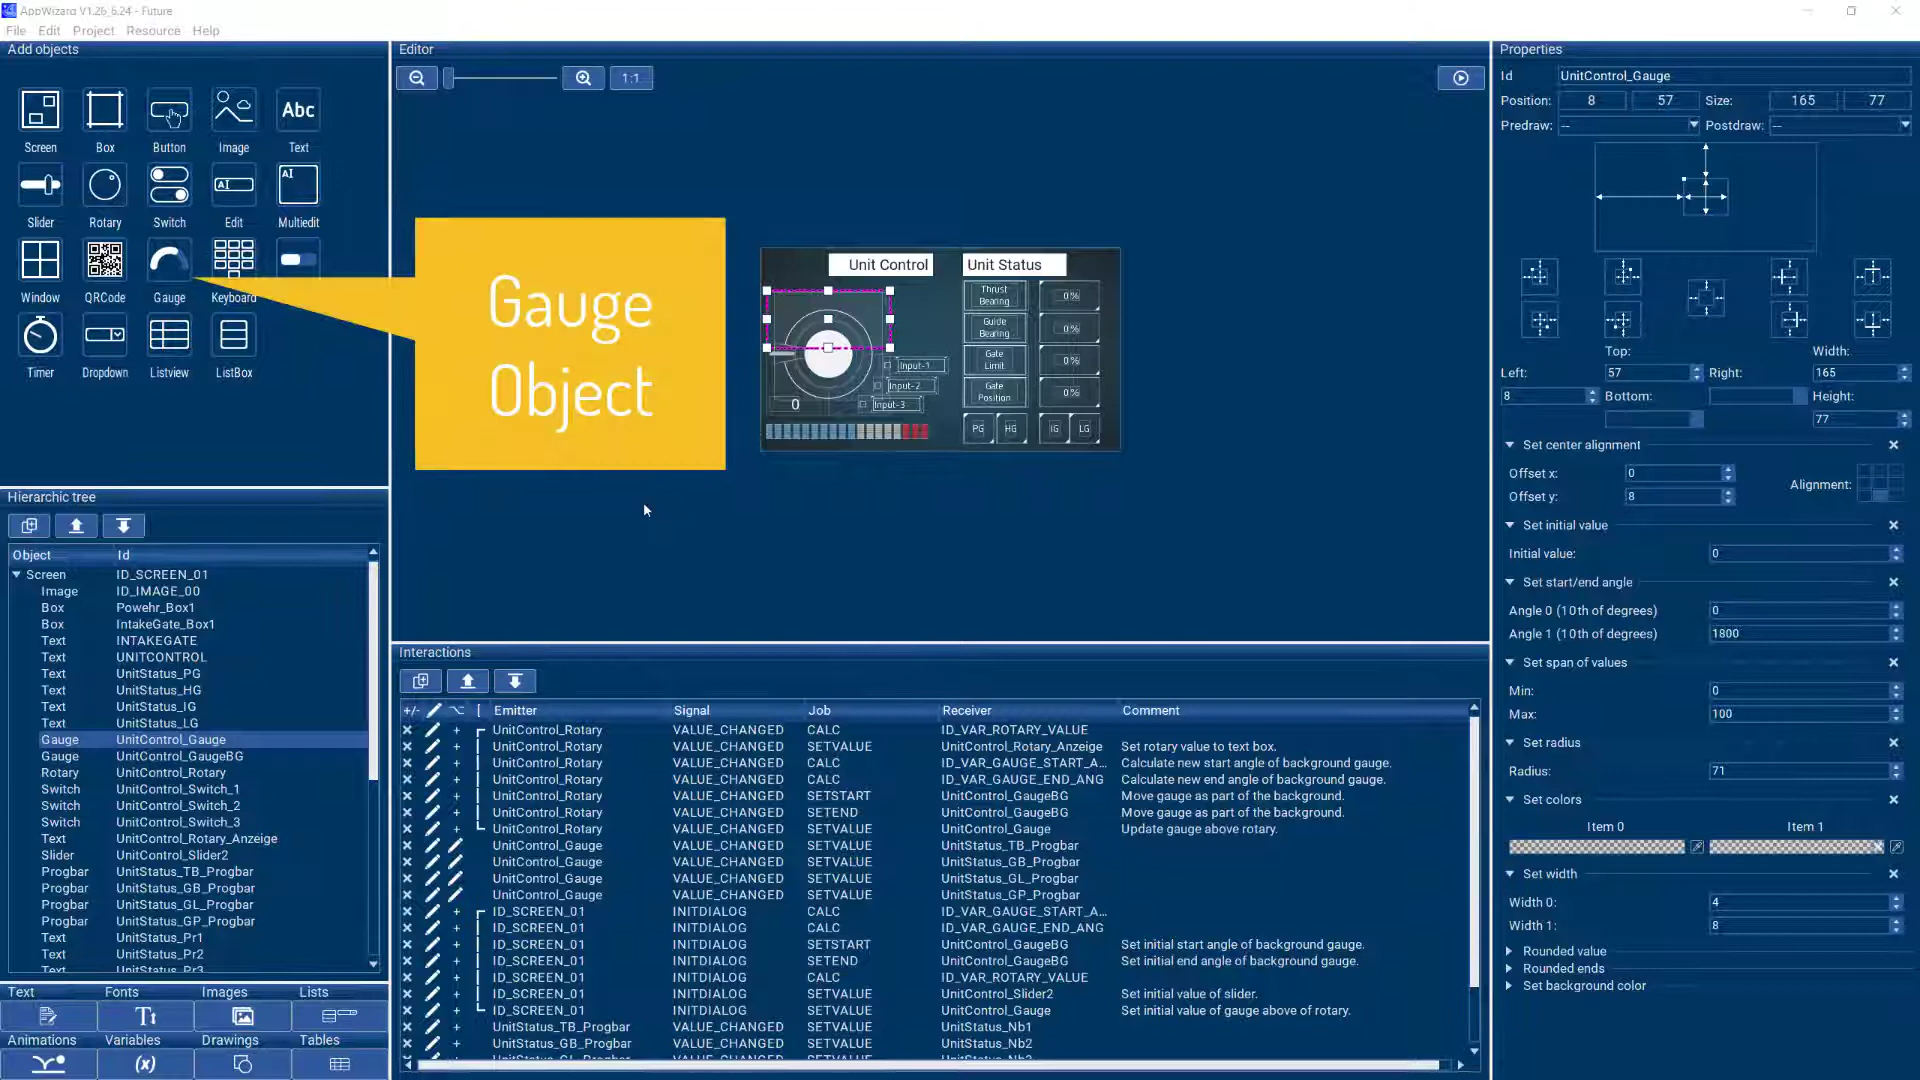 AppWizard V1.26_6.24 - Future
File Edit Project Resource Help
Add objects
Screen Box Button Image Text
Abc
Slider Rotary Switch Edit Multiedit
Window QRCode Gauge Keyboard
Timer Dropdown Listview ListBox
Gauge
Object
Hierarchic tree
Object Id
Screen ID_SCREEN_01
Image ID_IMAGE_00
Box Powehr_Box1
Box IntakeGate_Box1
Text INTAKEGATE
Text UNITCONTROL
Text UnitStatus_PG
Text UnitStatus_HG
Text UnitStatus_IG
Text UnitStatus_LG
Gauge UnitControl_Gauge
Gauge UnitControl_GaugeBG
Rotary UnitControl_Rotary
Switch UnitControl_Switch_1
Switch UnitControl_Switch_2
Switch UnitControl_Switch_3
Text UnitControl_Rotary_Anzeige
Slider UnitControl_Slider2
Progbar UnitStatus_TB_Progbar
Progbar UnitStatus_GB_Progbar
Progbar UnitStatus_GL_Progbar
Progbar UnitStatus_GP_Progbar
Text UnitStatus_Pr1
Text UnitStatus_Pr2
Text UnitStatus_Pr3
Text Fonts Images Lists
Animations Variables Drawings Tables
(x)
Editor
1:1
Unit Control Unit Status
Thrust
Bearing
0%
Guide
Bearing
0%
Gate
Limit
0%
Gate
Position
0%
Input-1
Input-2
Input-3
0
PG HG IG LG
Interactions
+/- Emitter Signal Job Receiver Comment
UnitControl_Rotary VALUE_CHANGED CALC ID_VAR_ROTARY_VALUE
UnitControl_Rotary VALUE_CHANGED SETVALUE UnitControl_Rotary_Anzeige Set rotary value to text box.
UnitControl_Rotary VALUE_CHANGED CALC ID_VAR_GAUGE_START_A... Calculate new start angle of background gauge.
UnitControl_Rotary VALUE_CHANGED CALC ID_VAR_GAUGE_END_ANG Calculate new end angle of background gauge.
UnitControl_Rotary VALUE_CHANGED SETSTART UnitControl_GaugeBG Move gauge as part of the background.
UnitControl_Rotary VALUE_CHANGED SETEND UnitControl_GaugeBG Move gauge as part of the background.
UnitControl_Rotary VALUE_CHANGED SETVALUE UnitControl_Gauge Update gauge above rotary.
UnitControl_Gauge VALUE_CHANGED SETVALUE UnitStatus_TB_Progbar
UnitControl_Gauge VALUE_CHANGED SETVALUE UnitStatus_GB_Progbar
UnitControl_Gauge VALUE_CHANGED SETVALUE UnitStatus_GL_Progbar
UnitControl_Gauge VALUE_CHANGED SETVALUE UnitStatus_GP_Progbar
ID_SCREEN_01 INITDIALOG CALC ID_VAR_GAUGE_START_A...
ID_SCREEN_01 INITDIALOG CALC ID_VAR_GAUGE_END_ANG
ID_SCREEN_01 INITDIALOG SETSTART UnitControl_GaugeBG Set initial start angle of background gauge.
ID_SCREEN_01 INITDIALOG SETEND UnitControl_GaugeBG Set initial end angle of background gauge.
ID_SCREEN_01 INITDIALOG CALC ID_VAR_ROTARY_VALUE
ID_SCREEN_01 INITDIALOG SETVALUE UnitControl_Slider2 Set initial value of slider.
ID_SCREEN_01 INITDIALOG SETVALUE UnitControl_Gauge Set initial value of gauge above of rotary.
UnitStatus_TB_Progbar VALUE_CHANGED SETVALUE UnitStatus_Nb1
UnitStatus_GB_Progbar VALUE_CHANGED SETVALUE UnitStatus_Nb2
Properties
Id UnitControl_Gauge
Position: 8 57 Size: 165 77
Predraw: -- Postdraw: --
Top: Width:
Left: 57 Right: 165
8 Bottom: Height:
77
Set center alignment
Offset x: 0
Offset y: 8
Alignment:
Set initial value
Initial value: 0
Set start/end angle
Angle 0 (10th of degrees) 0
Angle 1 (10th of degrees) 1800
Set span of values
Min: 0
Max: 100
Set radius
Radius: 71
Set colors
Item 0 Item 1
Set width
Width 0: 4
Width 1: 8
Rounded value
Rounded ends
Set background color